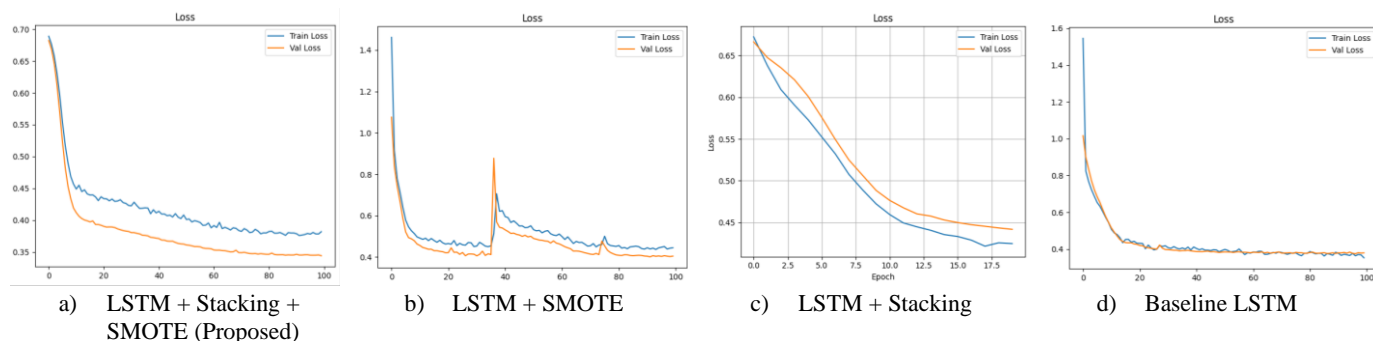 Loss
Train Loss
Val Loss
0.70
0.65
0.60
0.55
0.50
0.45
0.40
0.35
0 20 40 60 80 100
a) LSTM + Stacking +
SMOTE (Proposed)
Loss
Train Loss
Val Loss
1.4
1.2
1.0
0.8
0.6
0.4
0 20 40 60 80 100
b) LSTM + SMOTE
Loss
Train Loss
Val Loss
0.65
0.60
0.55
0.50
0.45
Loss
0.0 2.5 5.0 7.5 10.0 12.5 15.0 17.5
Epoch
c) LSTM + Stacking
Loss
Train Loss
Val Loss
1.6
1.4
1.2
1.0
0.8
0.6
0.4
0 20 40 60 80 100
d) Baseline LSTM